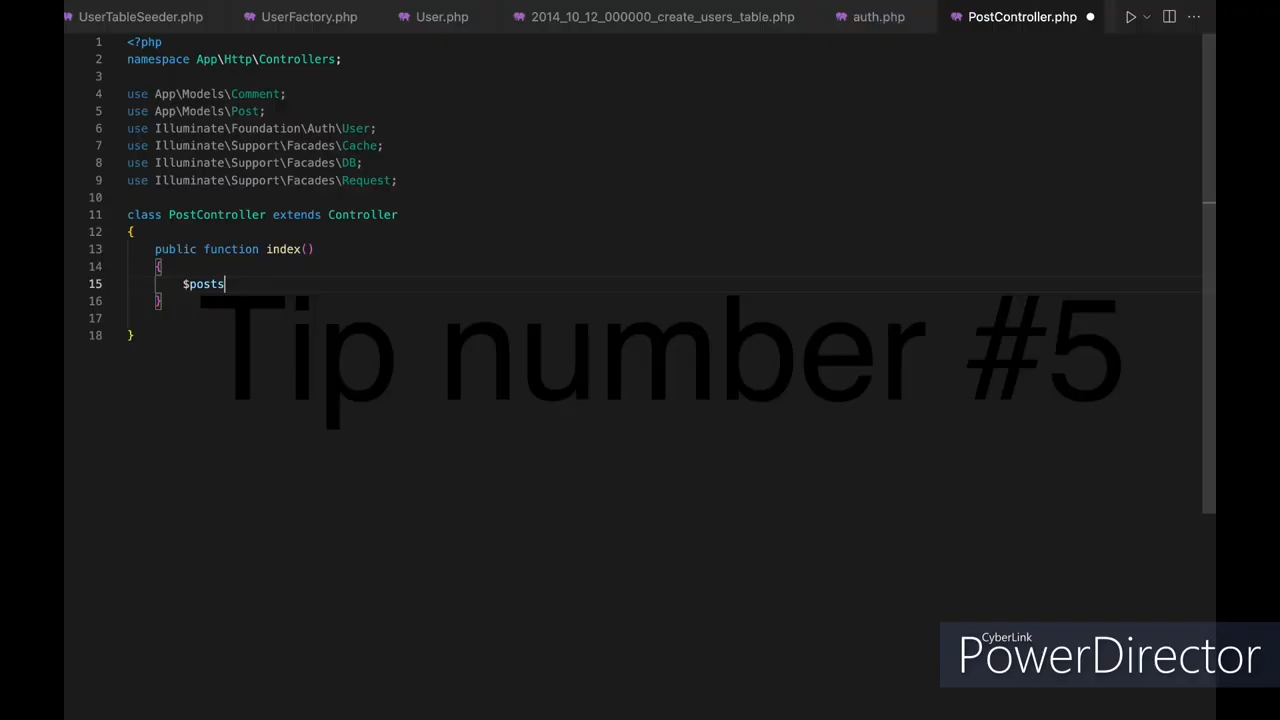 UserTableSeeder.php UserFactory.php User.php 2014_10_12_000000_create_users_table.php auth.php PostController.php
1 <?php
2 namespace App\Http\Controllers;
3
4 use App\Models\Comment;
5 use App\Models\Post;
6 use Illuminate\Foundation\Auth\User;
7 use Illuminate\Support\Facades\Cache;
8 use Illuminate\Support\Facades\DB;
9 use Illuminate\Support\Facades\Request;
10
11 class PostController extends Controller
12 {
13 public function index()
14 {
15 $posts
16 }
17
18 }
Tip number #5
CyberLink
PowerDirector